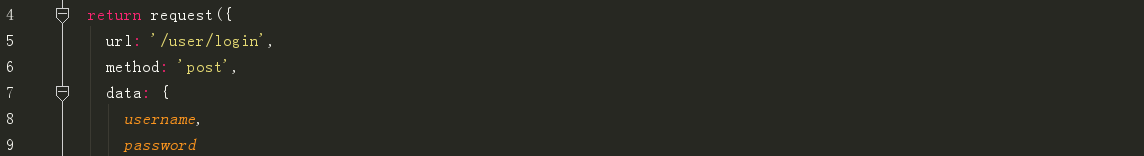 4 return request({
5 url: '/user/login',
6 method: 'post',
7 data: {
8 username,
9 password